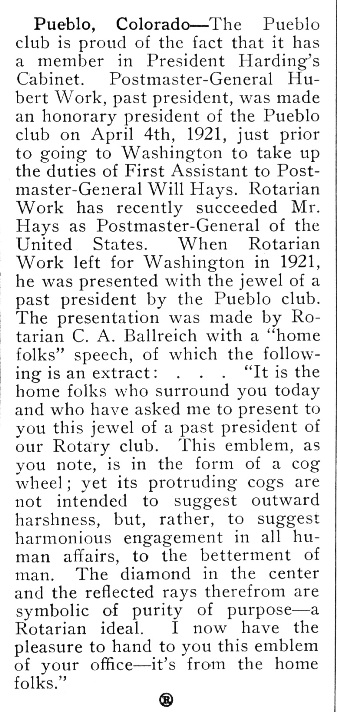 Pueblo, Colorado—The Pueblo
club is proud of the fact that it has
a member in President Harding's
Cabinet. Postmaster-General Hu-
bert Work, past president, was made
an honorary president of the Pueblo
club on April 4th, 1921, just prior
to going to Washington to take up
the duties of First Assistant to Post-
master-General Will Hays. Rotarian
Work has recently succeeded Mr.
Hays as Postmaster-General of the
United States. When Rotarian
Work left for Washington in 1921,
he was presented with the jewel of a
past president by the Pueblo club.
The presentation was made by Ro-
tarian C. A. Ballreich with a "home
folks" speech, of which the follow-
ing is an extract: . . . "It is the
home folks who surround you today
and who have asked me to present to
you this jewel of a past president of
our Rotary club. This emblem, as
you note, is in the form of a cog
wheel; yet its protruding cogs are
not intended to suggest outward
harshness, but, rather, to suggest
harmonious engagement in all hu-
man affairs, to the betterment of
man. The diamond in the center
and the reflected rays therefrom are
symbolic of purity of purpose—a
Rotarian ideal. I now have the
pleasure to hand to you this emblem
of your office—it's from the home
folks."
®